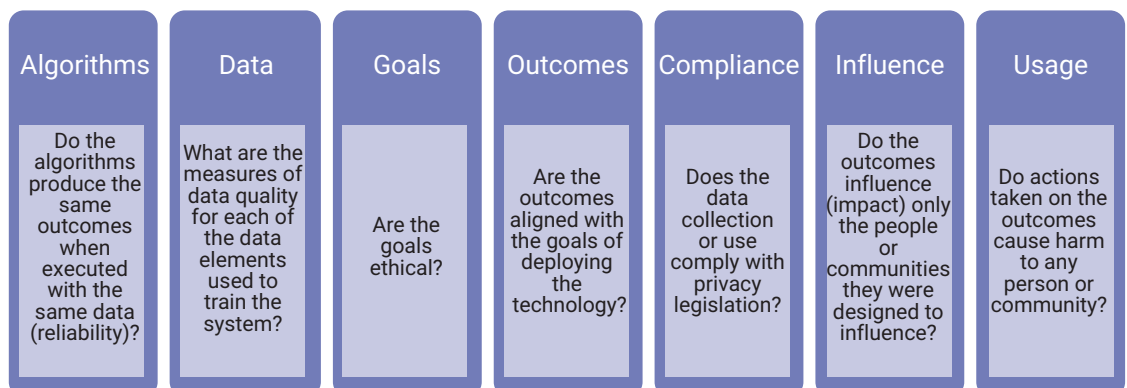 Algorithms
Do the
algorithms
produce the
same
outcomes
when
executed
with the
same data
(reliability)?
Data
What are the
measures of
data quality
for each of
the data
elements
used to
train the
system?
Goals
Are the
goals
ethical?
Outcomes
Are the
outcomes
aligned with
the goals of
deploying
the
technology?
Compliance
Does the
data
collection
or use
comply with
privacy
legislation?
Influence
Do the
outcomes
influence
(impact) only
the people
or
communities
they were
designed to
influence?
Usage
Do actions
taken on the
outcomes
cause harm
to any
person or
community?